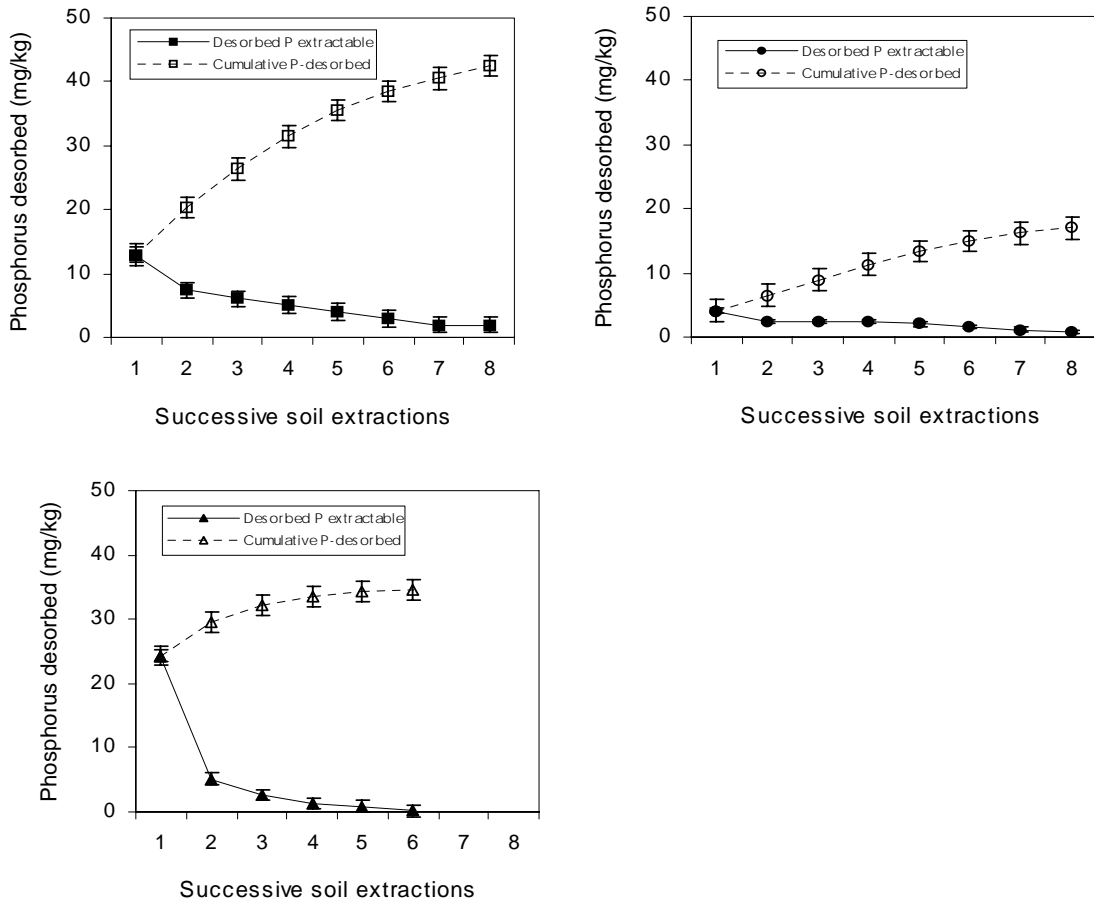 Phosphorus desorbed (mg/kg)
50
40
30
20
10
0
Desorbed P extractable
Cumulative P-desorbed
1 2 3 4 5 6 7 8
Successive soil extractions
Phosphorus desorbed (mg/kg)
50
40
30
20
10
0
Desorbed P extractable
Cumulative P-desorbed
1 2 3 4 5 6 7 8
Successive soil extractions
Phosphorus desorbed (mg/kg)
50
40
30
20
10
0
Desorbed P extractable
Cumulative P-desorbed
1 2 3 4 5 6 7 8
Successive soil extractions